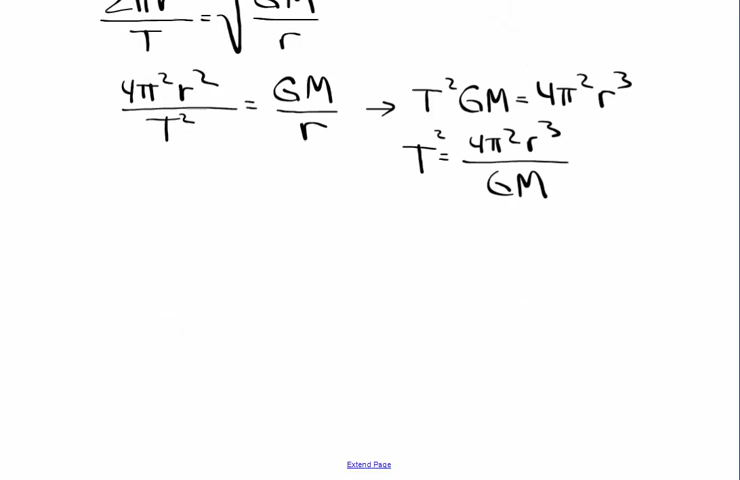 2πr/T = √(GM/r)
4π²r²/T² = GM/r → T²GM = 4π²r³
T² = 4π²r³/GM
Extend Page